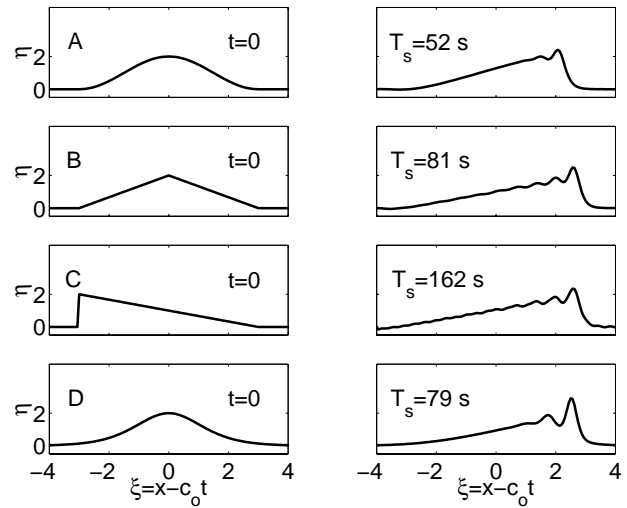 A t=0
η
2
0
T_s=52 s
B t=0
η
2
0
T_s=81 s
C t=0
η
2
0
T_s=162 s
D t=0
η
2
0
T_s=79 s
−4 −2 0 2 4
ξ=x−c_o t
−4 −2 0 2 4
ξ=x−c_o t